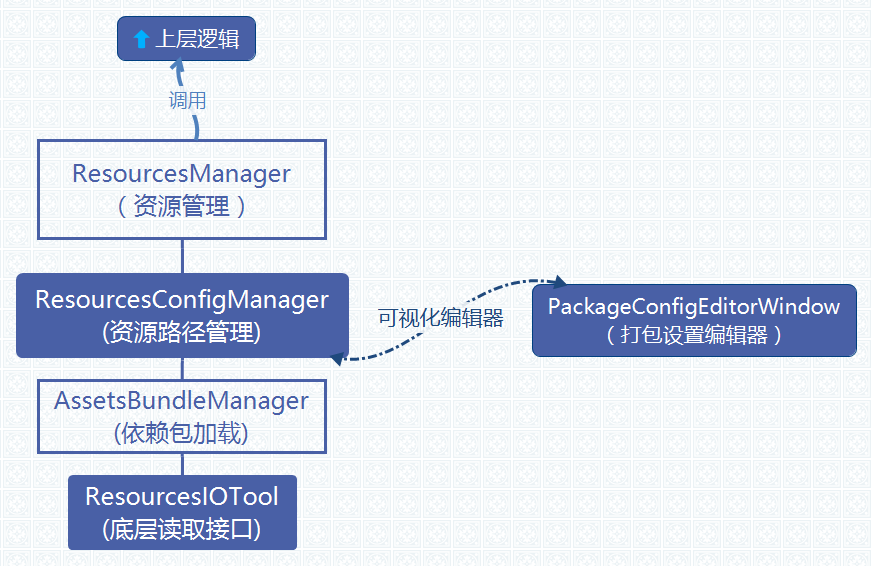 上层逻辑
调用
ResourcesManager
（ 资源管理 ）
ResourcesConfigManager
(资源路径管理)
可视化编辑器
PackageConfigEditorWindow
（ 打包设置编辑器 ）
AssetsBundleManager
(依赖包加载)
ResourcesIOTool
(底层读取接口)